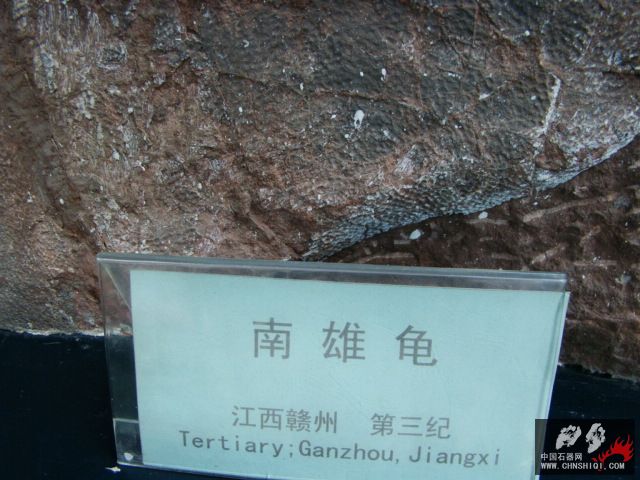 南雄龟
江西赣州 第三纪
Tertiary;Ganzhou,Jiangxi
中国石器网
WWW.CHNSHIQI.COM